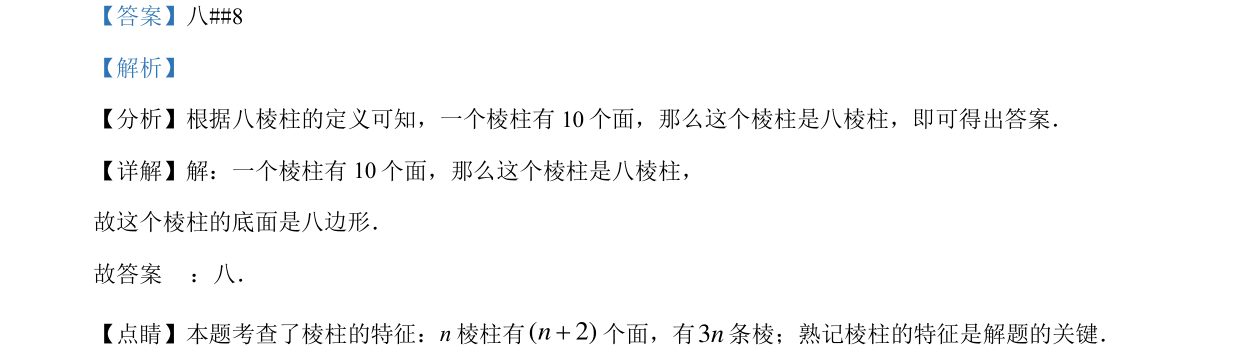 【答案】八##8
【解析】
【分析】根据八棱柱的定义可知，一个棱柱有 10 个面，那么这个棱柱是八棱柱，即可得出答案．
【详解】解：一个棱柱有 10 个面，那么这个棱柱是八棱柱，
故这个棱柱的底面是八边形．
故答案 ：八．
【点睛】本题考查了棱柱的特征：n 棱柱有 (n + 2) 个面，有 3n 条棱；熟记棱柱的特征是解题的关键．